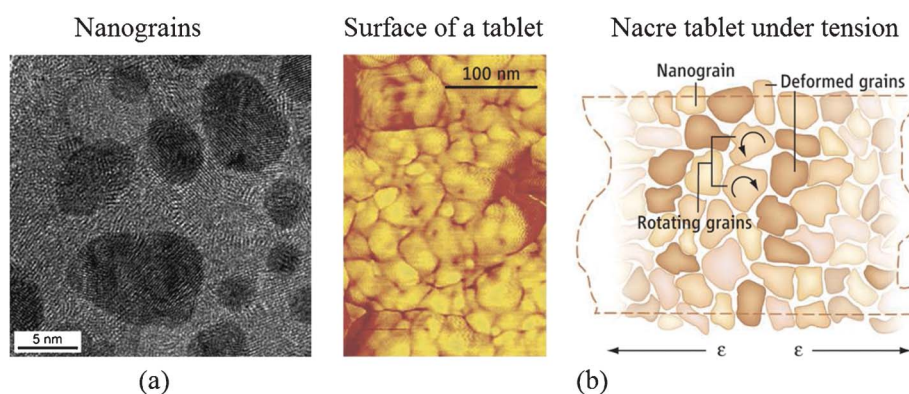 Nanograins
Surface of a tablet
Nacre tablet under tension
5 nm
100 nm
Nanograin
Deformed grains
Rotating grains
ε
ε
(a)
(b)